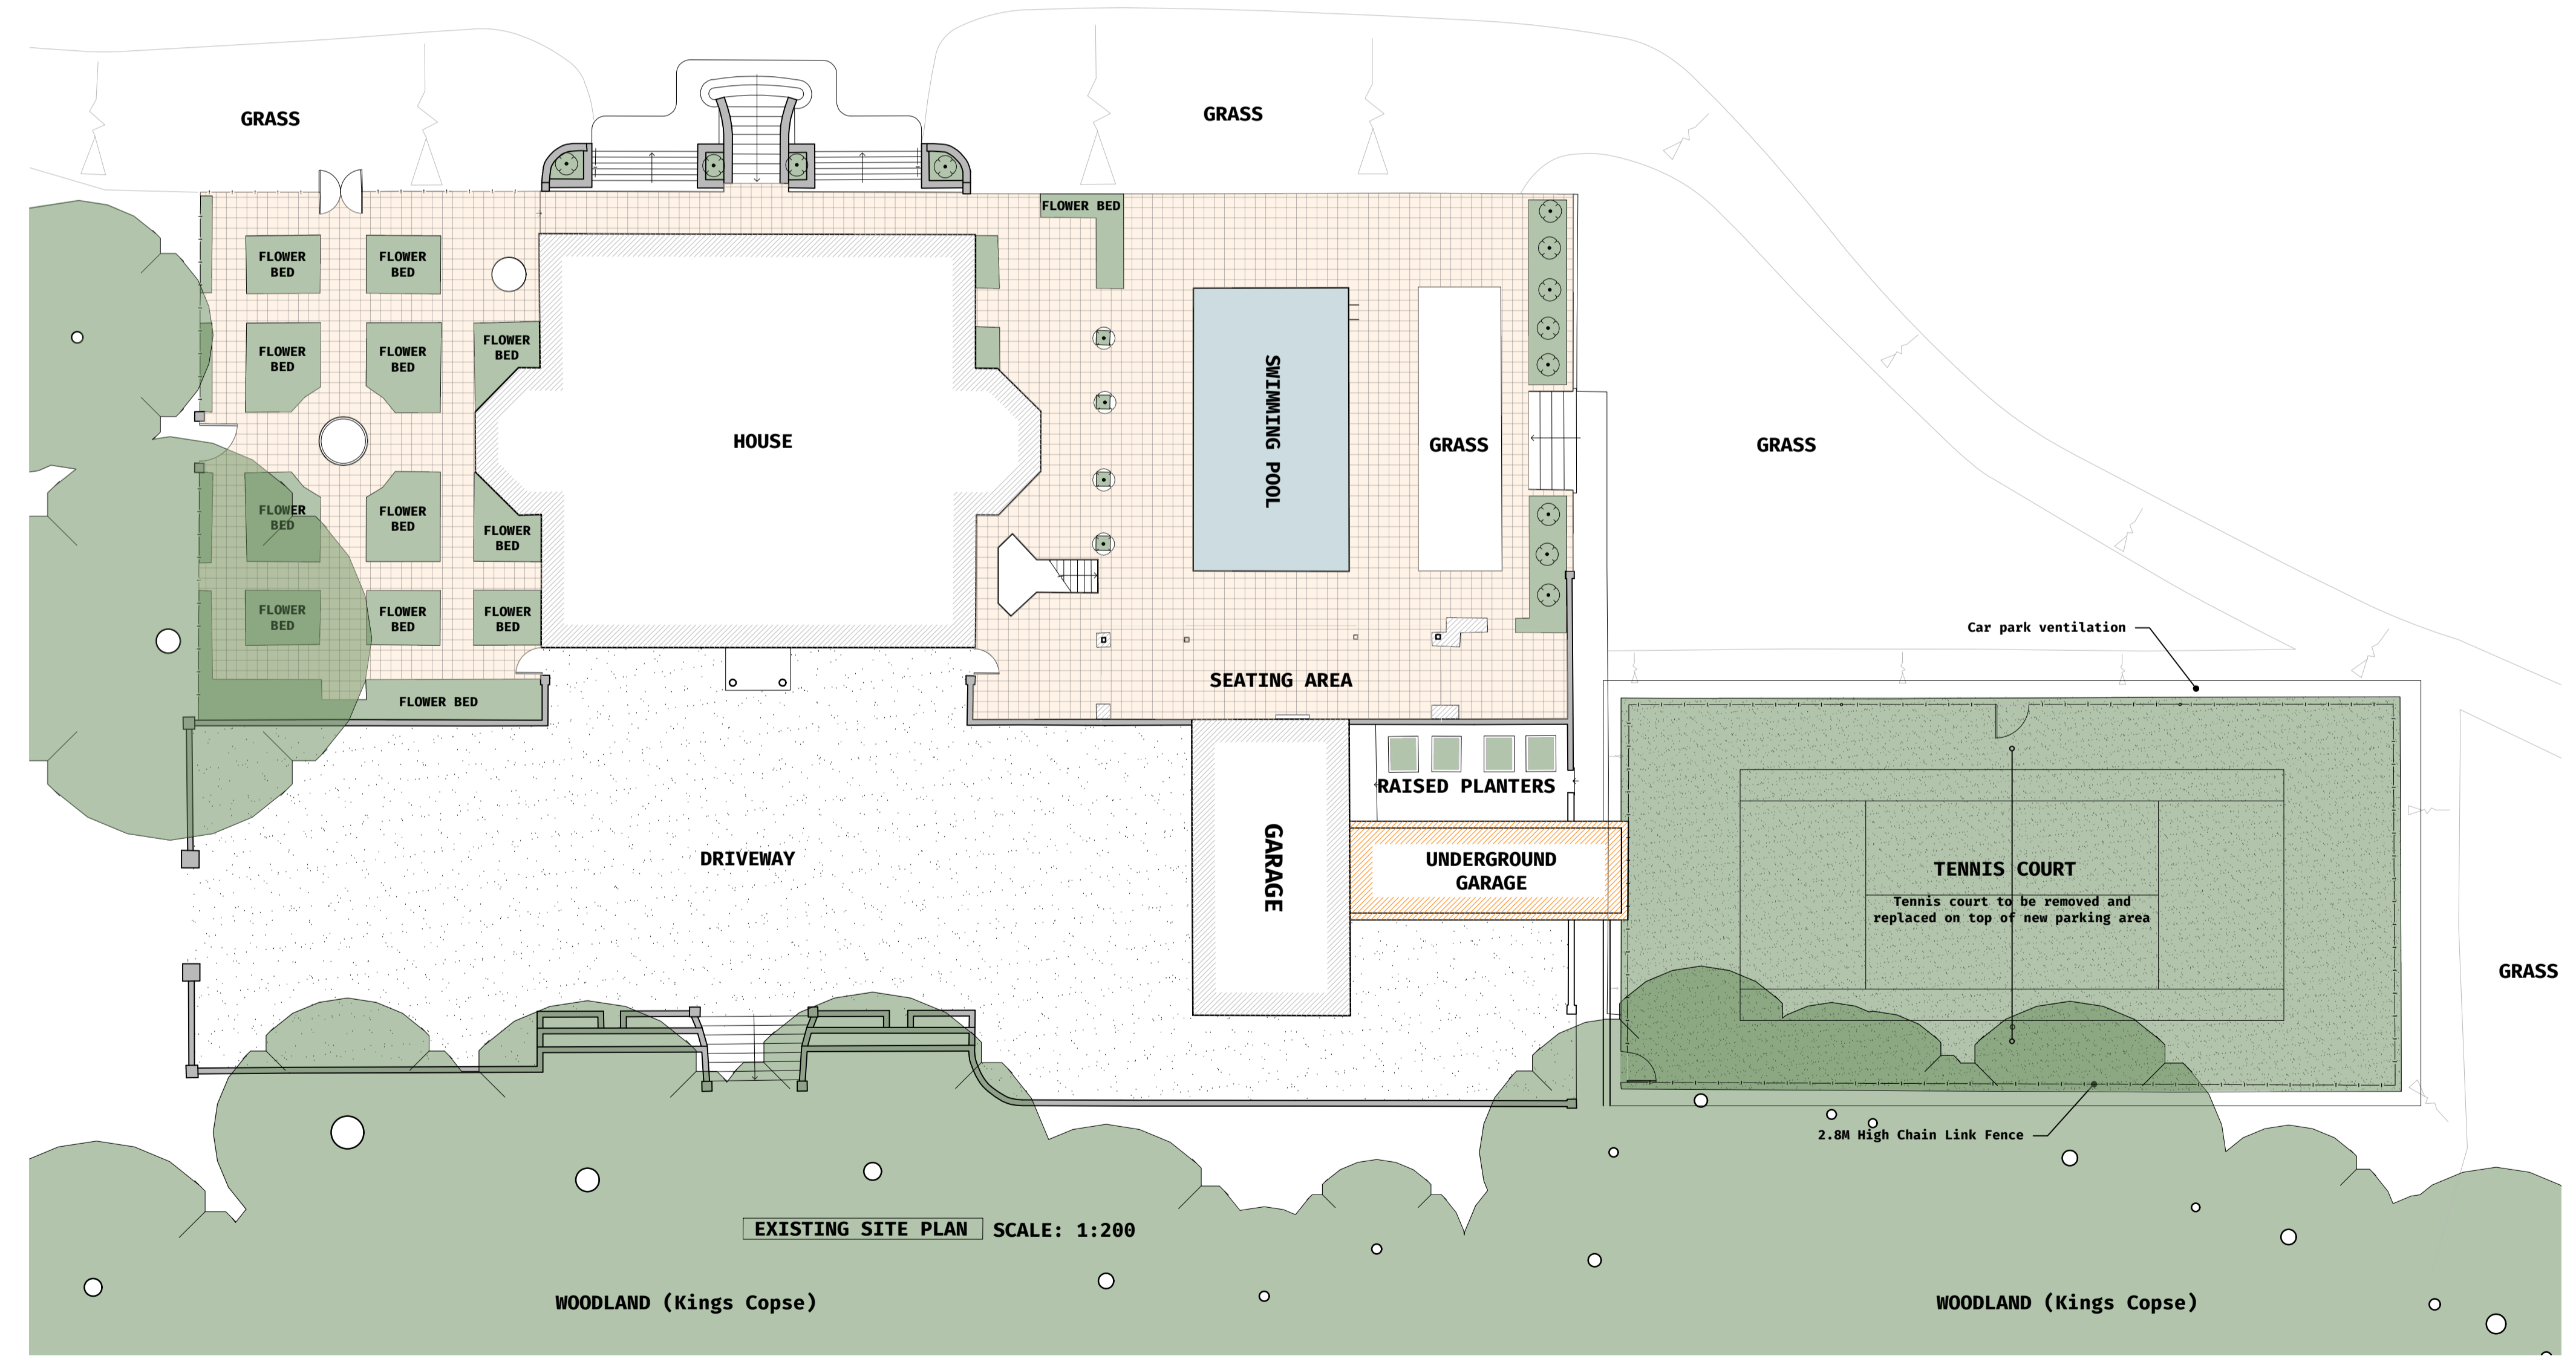 GRASS
GRASS
FLOWER BED
FLOWER
BED
FLOWER
BED
FLOWER
BED
FLOWER
BED
FLOWER
BED
HOUSE
SWIMMING POOL
GRASS
GRASS
FLOWER
BED
FLOWER
BED
FLOWER
BED
FLOWER
BED
FLOWER
BED
FLOWER
BED
FLOWER BED
SEATING AREA
Car park ventilation
RAISED PLANTERS
DRIVEWAY
GARAGE
UNDERGROUND
GARAGE
TENNIS COURT
Tennis court to be removed and
replaced on top of new parking area
GRASS
2.8M High Chain Link Fence
EXISTING SITE PLAN SCALE: 1:200
WOODLAND (Kings Copse)
WOODLAND (Kings Copse)